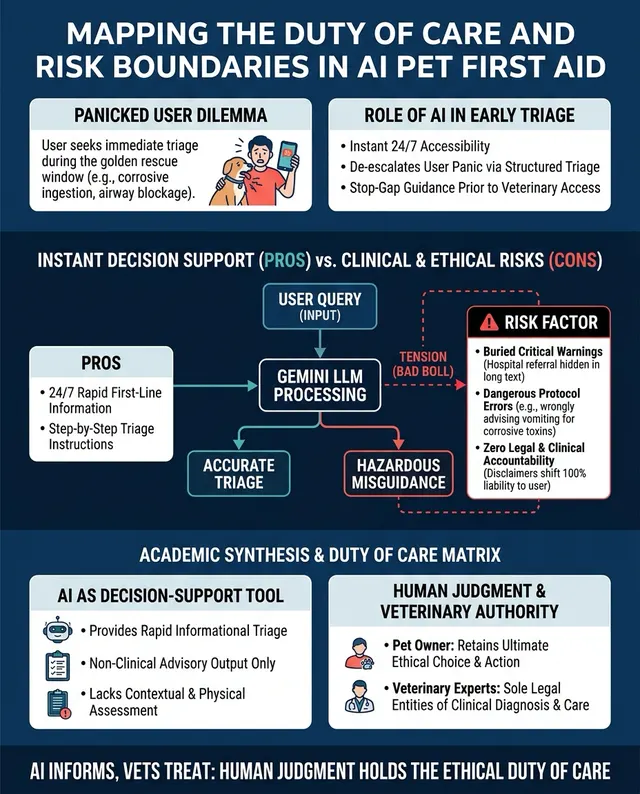 MAPPING THE DUTY OF CARE AND
RISK BOUNDARIES IN AI PET FIRST AID
PANICKED USER DILEMMA
User seeks immediate triage
during the golden rescue
window (e.g., corrosive
ingestion, airway blockage).
ROLE OF AI IN EARLY TRIAGE
• Instant 24/7 Accessibility
• De-escalates User Panic via Structured Triage
• Stop-Gap Guidance Prior to Veterinary Access
INSTANT DECISION SUPPORT (PROS) vs. CLINICAL & ETHICAL RISKS (CONS)
USER QUERY
(INPUT)
PROS
• 24/7 Rapid First-Line
Information
• Step-by-Step Triage
Instructions
GEMINI LLM
PROCESSING
TENSION
(BAD BOLL)
ACCURATE
TRIAGE
HAZARDOUS
MISGUIDANCE
RISK FACTOR
• Buried Critical Warnings
(Hospital referral hidden in
long text)
• Dangerous Protocol
Errors (e.g., wrongly
advising vomiting for
corrosive toxins)
• Zero Legal & Clinical
Accountability
(Disclaimers shift 100%
liability to user)
ACADEMIC SYNTHESIS & DUTY OF CARE MATRIX
AI AS DECISION-SUPPORT TOOL
• Provides Rapid Informational Triage
• Non-Clinical Advisory Output Only
• Lacks Contextual & Physical
Assessment
HUMAN JUDGMENT &
VETERINARY AUTHORITY
• Pet Owner: Retains Ultimate
Ethical Choice & Action
• Veterinary Experts: Sole Legal
Entities of Clinical Diagnosis & Care
AI INFORMS, VETS TREAT: HUMAN JUDGMENT HOLDS THE ETHICAL DUTY OF CARE